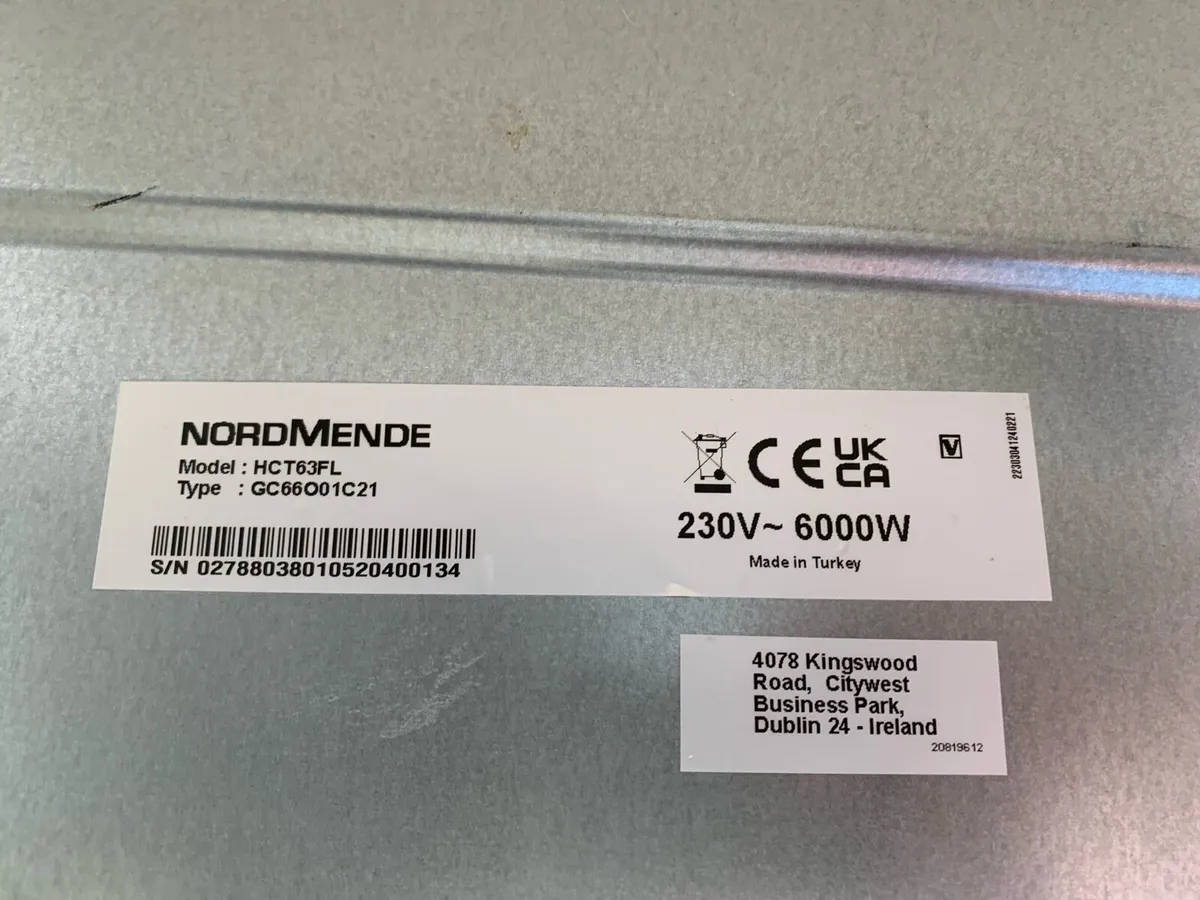 NORDMENDE
Model : HCT63FL
Type : GC66O01C21
S/N 02788038010520400134
CE UK
CA
V
230V~ 6000W
Made in Turkey
22303041240221
4078 Kingswood
Road, Citywest
Business Park,
Dublin 24 - Ireland
20819612